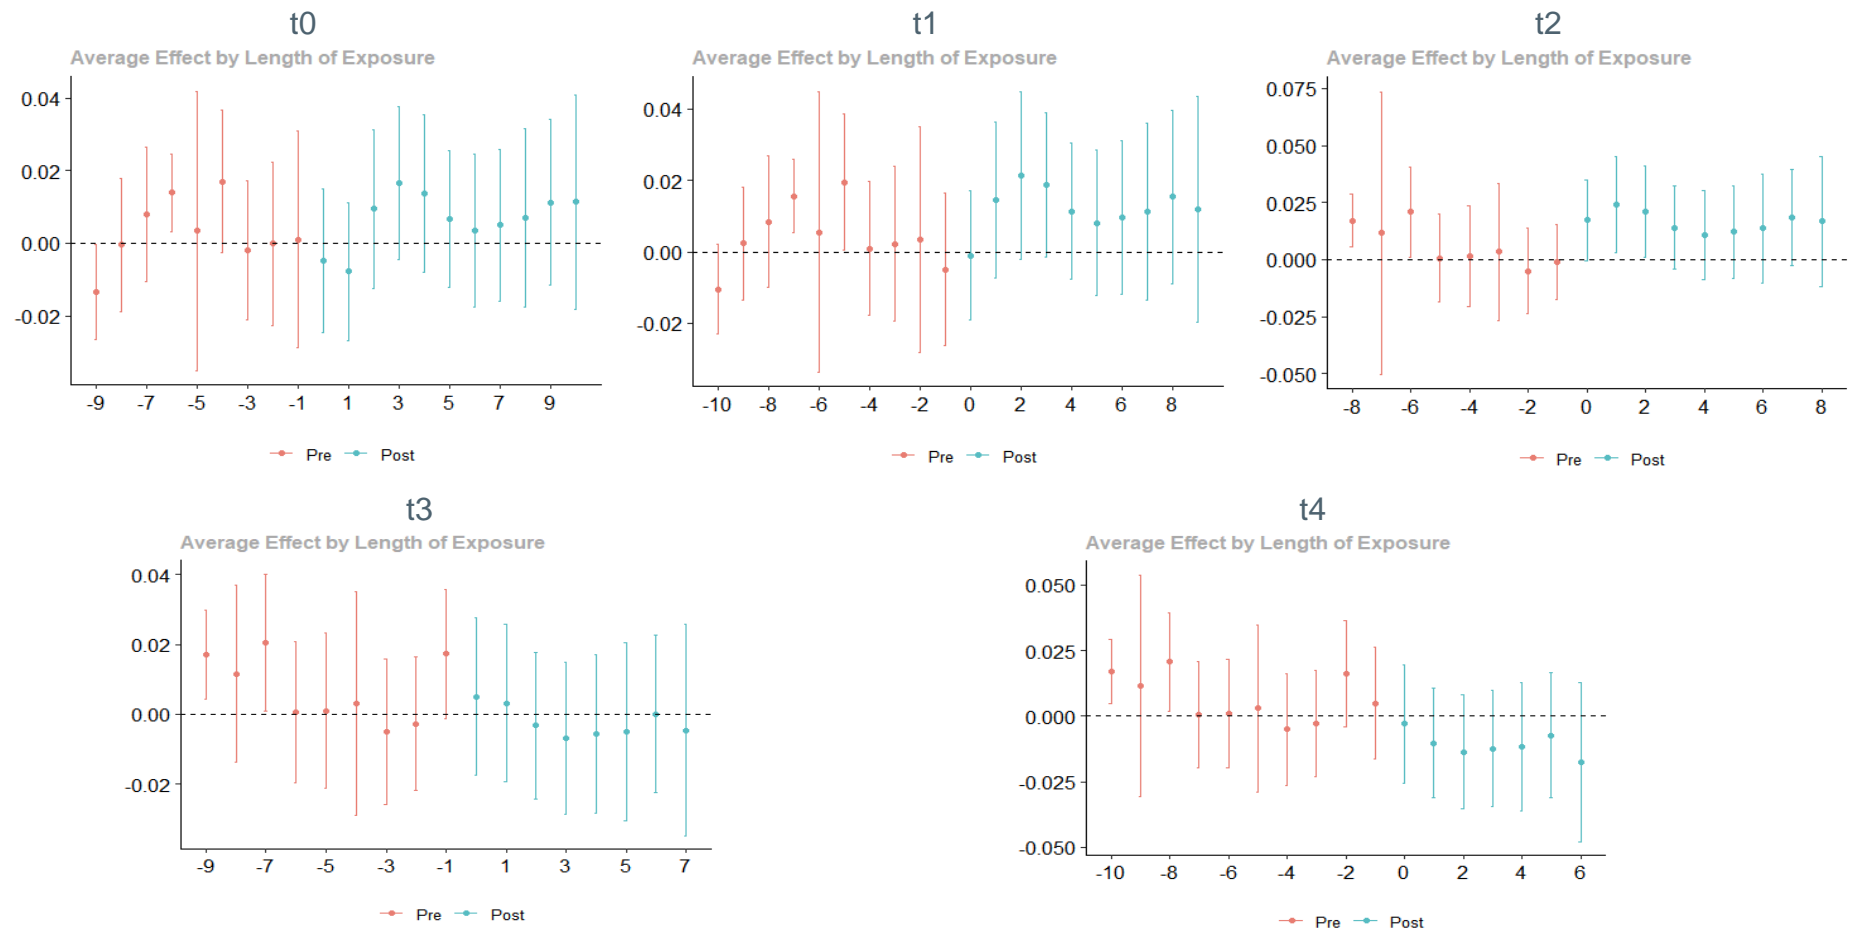 t0
Average Effect by Length of Exposure
0.04
0.02
0.00
-0.02
-9 -7 -5 -3 -1 1 3 5 7 9
Pre Post
t1
Average Effect by Length of Exposure
0.04
0.02
0.00
-0.02
-10 -8 -6 -4 -2 0 2 4 6 8
Pre Post
t2
Average Effect by Length of Exposure
0.075
0.050
0.025
0.000
-0.025
-0.050
-8 -6 -4 -2 0 2 4 6 8
Pre Post
t3
Average Effect by Length of Exposure
0.04
0.02
0.00
-0.02
-9 -7 -5 -3 -1 1 3 5 7
Pre Post
t4
Average Effect by Length of Exposure
0.050
0.025
0.000
-0.025
-0.050
-10 -8 -6 -4 -2 0 2 4 6
Pre Post